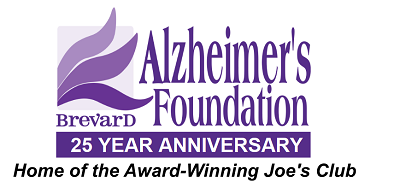 Alzheimer's
Foundation
BREVARD
25 YEAR ANNIVERSARY
Home of the Award-Winning Joe's Club